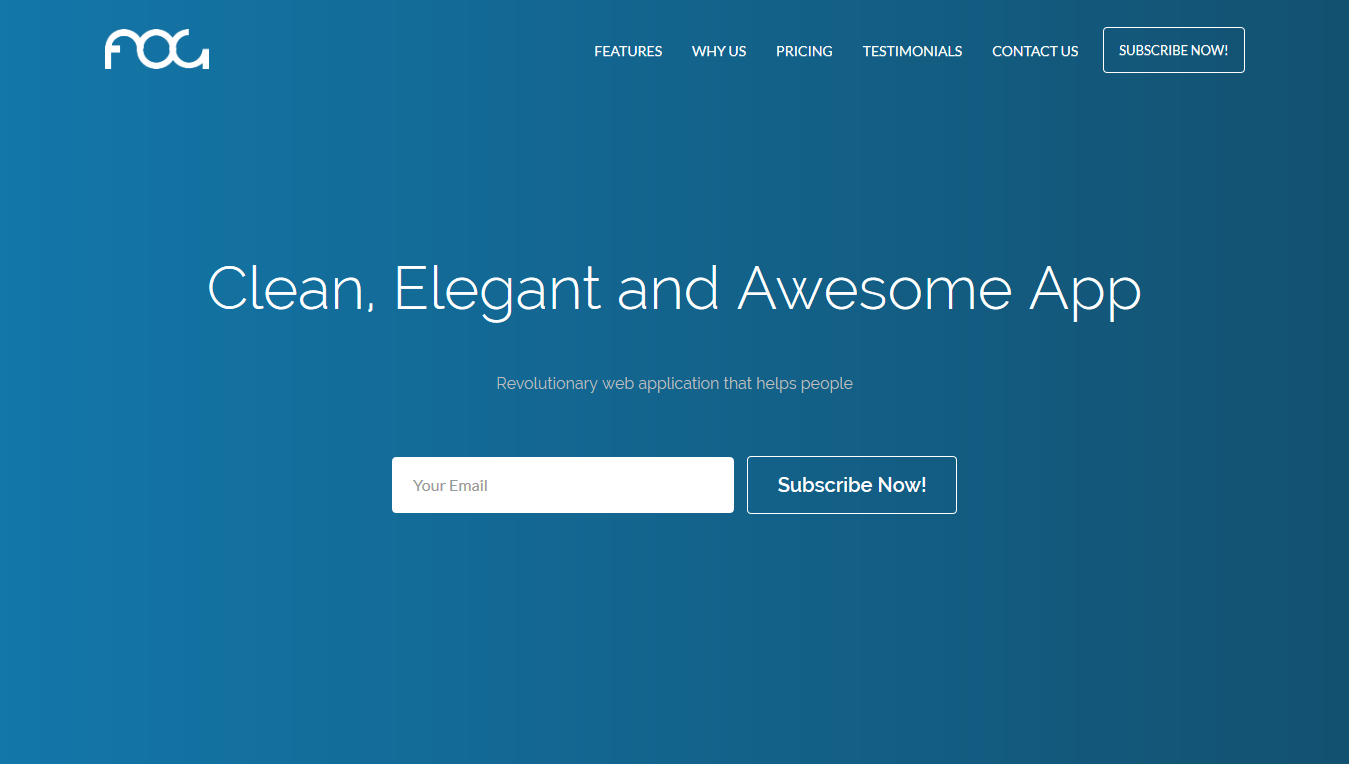 FOG
FEATURES WHY US PRICING TESTIMONIALS CONTACT US SUBSCRIBE NOW!
Clean, Elegant and Awesome App
Revolutionary web application that helps people
Your Email Subscribe Now!